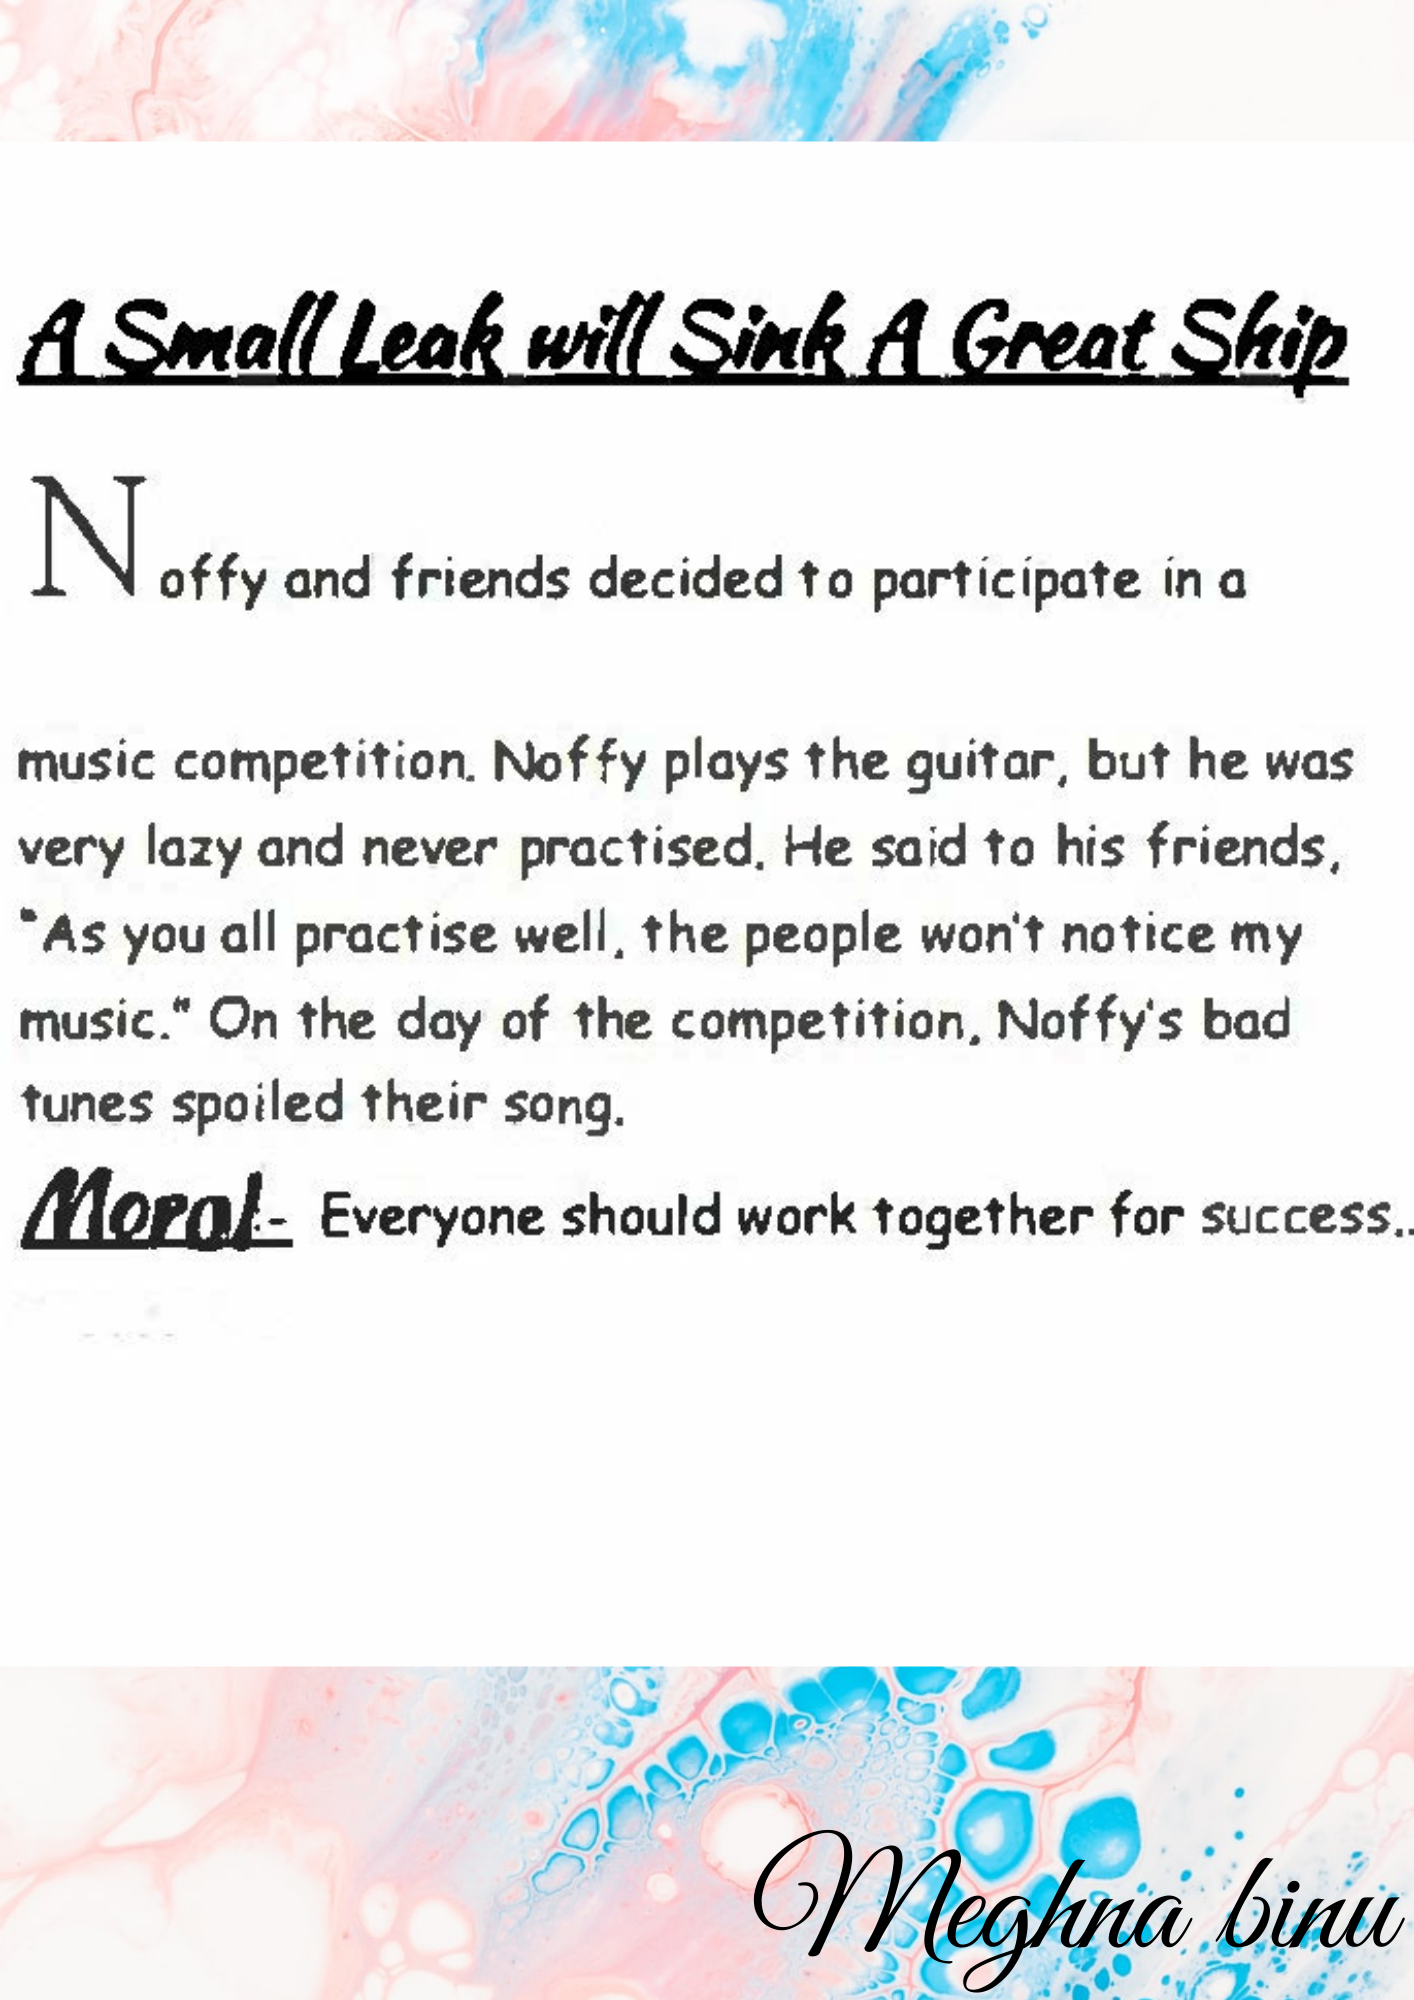 A Small Leak will Sink A Great Ship
Noffy and friends decided to participate in a
music competition. Noffy plays the guitar, but he was
very lazy and never practised. He said to his friends,
"As you all practise well, the people won't notice my
music." On the day of the competition, Noffy's bad
tunes spoiled their song.
Moral- Everyone should work together for success..
Meghna binu